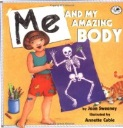 Me
AND MY
AMAZING
BODY
by Joan Sweeney
illustrated by
Annette Cable